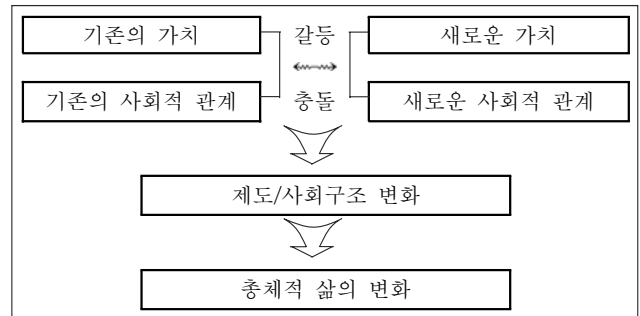 기존의 가치 갈등 새로운 가치
기존의 사회적 관계 충돌 새로운 사회적 관계
제도/사회구조 변화
총체적 삶의 변화